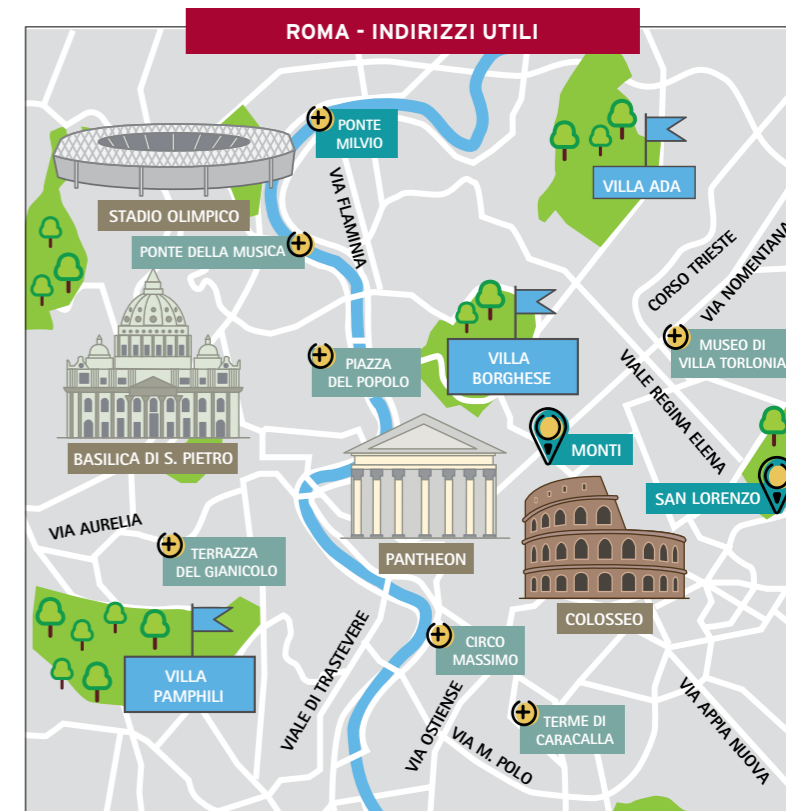 ROMA - INDIRIZZI UTILI
PONTE
MILVIO
VILLA ADA
STADIO OLIMPICO
VIA FLAMINIA
PONTE DELLA MUSICA
CORSO TRIESTE
VIA NOMENTANA
PIAZZA
DEL POPOLO
VILLA
BORGHESE
MUSEO DI
VILLA TORLONIA
VIALE REGINA ELENA
BASILICA DI S. PIETRO
MONTI
SAN LORENZO
VIA AURELIA
TERRAZZA
DEL GIANICOLO
PANTHEON
COLOSSEO
VIALE DI TRASTEVERE
CIRCO
MASSIMO
VILLA
PAMPHILI
VIA OSTIENSE
VIA M. POLO
TERME DI
CARACALLA
VIA APPIA NUOVA